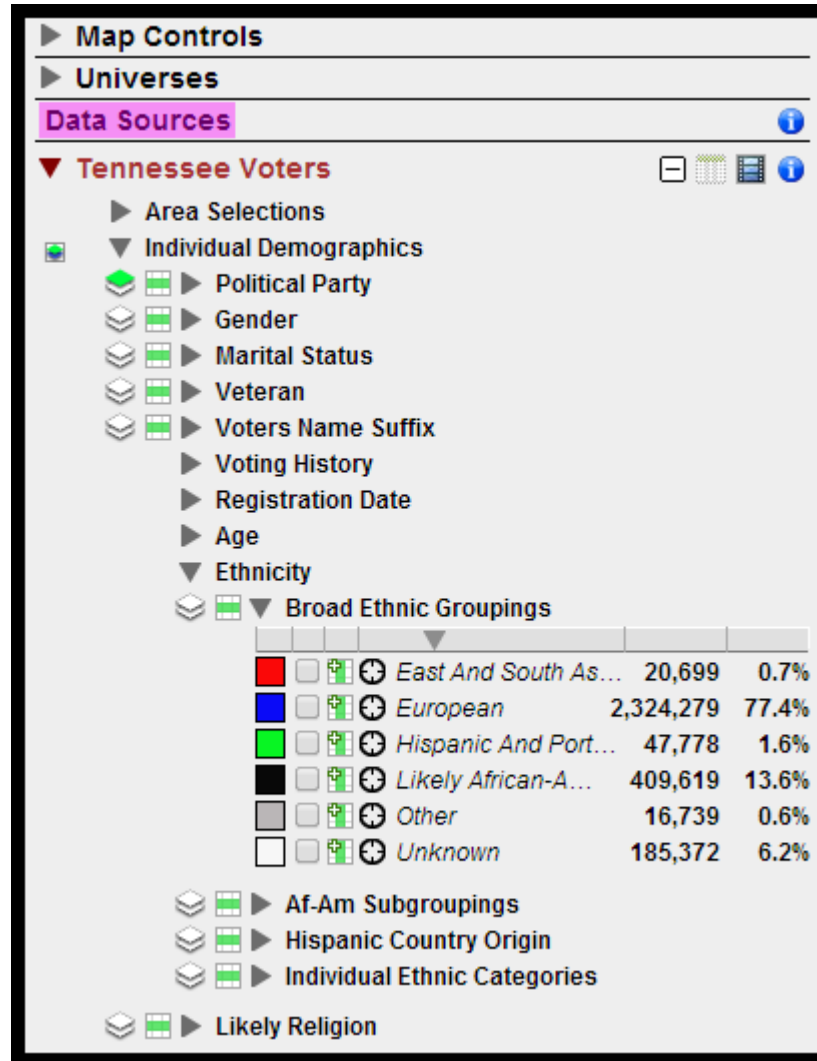 Map Controls
Universes
Data Sources
Tennessee Voters
Area Selections
Individual Demographics
Political Party
Gender
Marital Status
Veteran
Voters Name Suffix
Voting History
Registration Date
Age
Ethnicity
Broad Ethnic Groupings
East And South As... 20,699 0.7%
European 2,324,279 77.4%
Hispanic And Port... 47,778 1.6%
Likely African-A... 409,619 13.6%
Other 16,739 0.6%
Unknown 185,372 6.2%
Af-Am Subgroupings
Hispanic Country Origin
Individual Ethnic Categories
Likely Religion